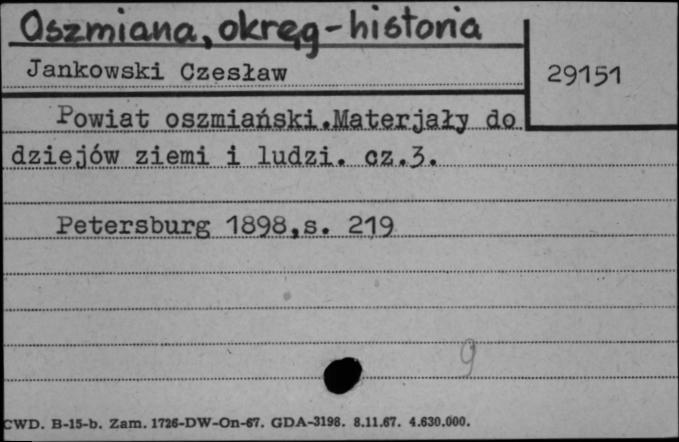 Oszmiana, okręg - historia
Jankowski Czesław
29151
Powiat oszmiański.Materjały do
dziejów ziemi i ludzi. cz.3.
Petersburg 1898,s. 219
9
CWD. B-15-b. Zam. 1726-DW-On-67. GDA-3198. 8.11.67. 4.630.000.